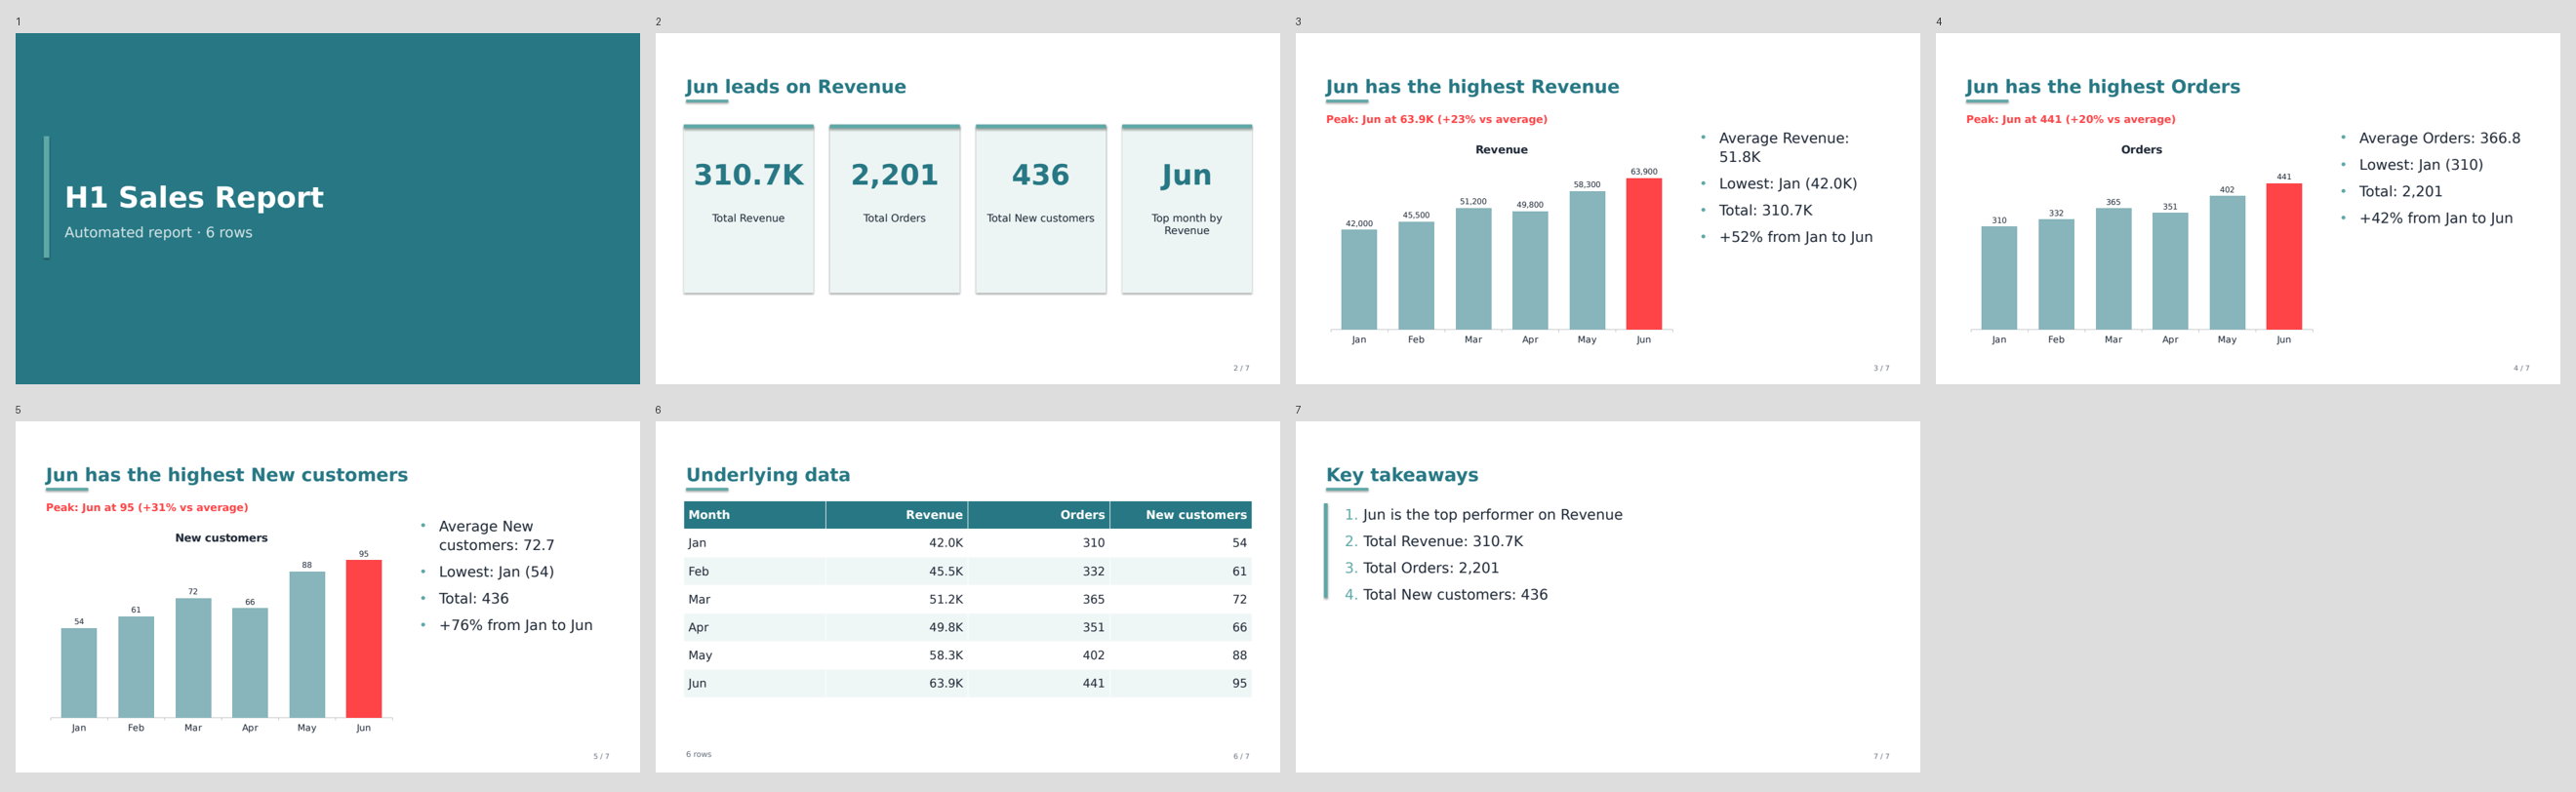 1
H1 Sales Report
Automated report · 6 rows
2
Jun leads on Revenue
310.7K
Total Revenue
2,201
Total Orders
436
Total New customers
Jun
Top month by
Revenue
2 / 7
3
Jun has the highest Revenue
Peak: Jun at 63.9K (+23% vs average)
Revenue
42,000
45,500
51,200
49,800
58,300
63,900
Jan
Feb
Mar
Apr
May
Jun
• Average Revenue:
51.8K
• Lowest: Jan (42.0K)
• Total: 310.7K
• +52% from Jan to Jun
3 / 7
4
Jun has the highest Orders
Peak: Jun at 441 (+20% vs average)
Orders
310
332
365
351
402
441
Jan
Feb
Mar
Apr
May
Jun
• Average Orders: 366.8
• Lowest: Jan (310)
• Total: 2,201
• +42% from Jan to Jun
4 / 7
5
Jun has the highest New customers
Peak: Jun at 95 (+31% vs average)
New customers
54
61
72
66
88
95
Jan
Feb
Mar
Apr
May
Jun
• Average New
customers: 72.7
• Lowest: Jan (54)
• Total: 436
• +76% from Jan to Jun
5 / 7
6
Underlying data
Month Revenue Orders New customers
Jan 42.0K 310 54
Feb 45.5K 332 61
Mar 51.2K 365 72
Apr 49.8K 351 66
May 58.3K 402 88
Jun 63.9K 441 95
6 rows
6 / 7
7
Key takeaways
1. Jun is the top performer on Revenue
2. Total Revenue: 310.7K
3. Total Orders: 2,201
4. Total New customers: 436
7 / 7